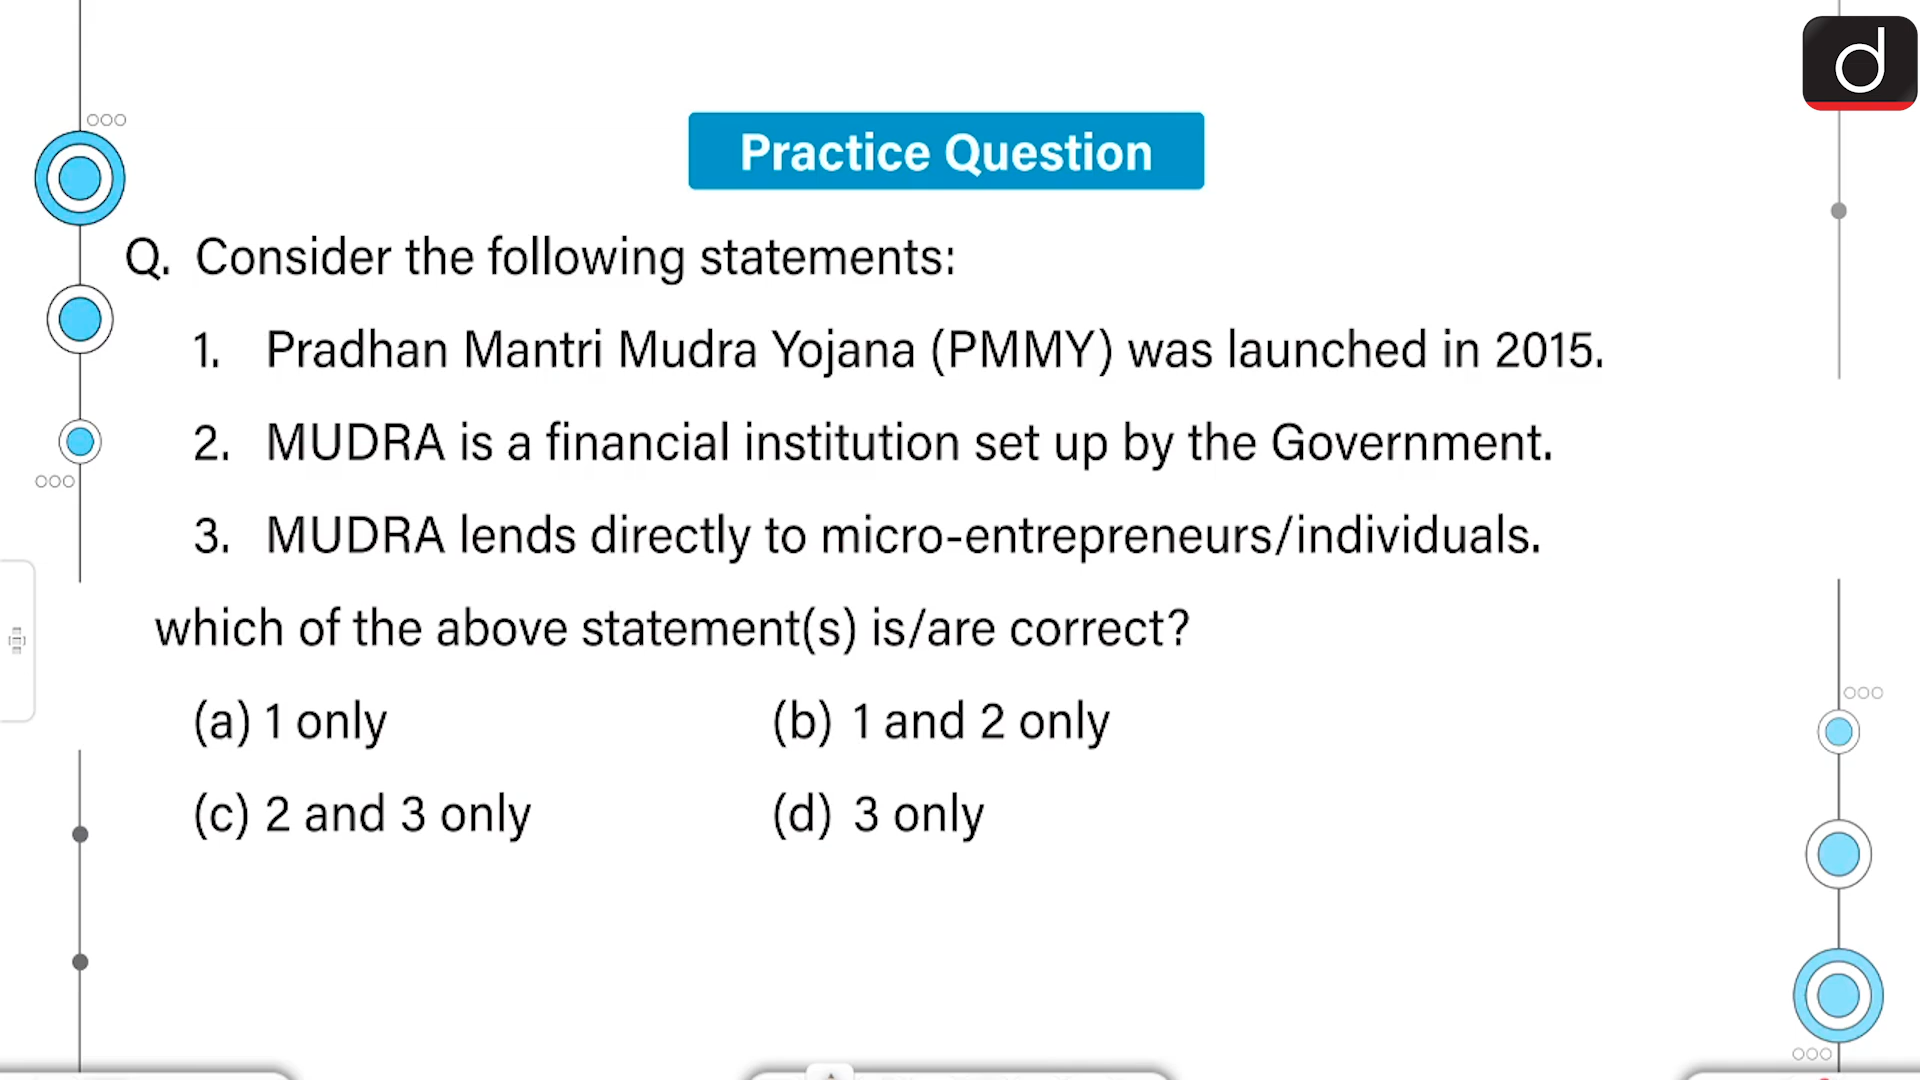 d
Practice Question
Q. Consider the following statements:
1. Pradhan Mantri Mudra Yojana (PMMY) was launched in 2015.
2. MUDRA is a financial institution set up by the Government.
3. MUDRA lends directly to micro-entrepreneurs/individuals.
which of the above statement(s) is/are correct?
(a) 1 only (b) 1 and 2 only
(c) 2 and 3 only (d) 3 only